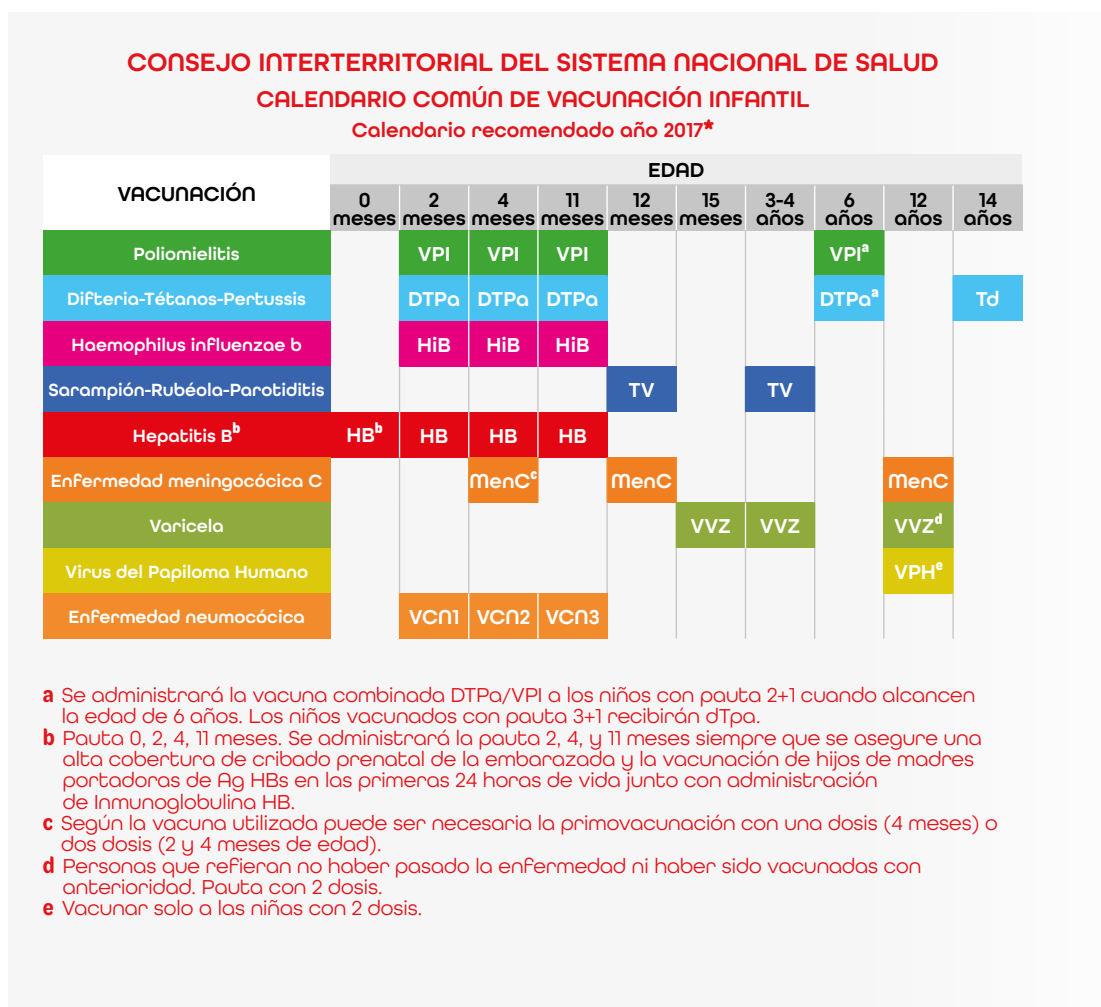 CONSEJO INTERTERRITORIAL DEL SISTEMA NACIONAL DE SALUD
CALENDARIO COMÚN DE VACUNACIÓN INFANTIL
Calendario recomendado año 2017*
VACUNACIÓN
EDAD
0 meses 2 meses 4 meses 11 meses 12 meses 15 meses 3-4 años 6 años 12 años 14 años
Poliomielitis VPI VPI VPI VPIa
Difteria-Tétanos-Pertussis DTPa DTPa DTPa DTPaa Td
Haemophilus influenzae b HiB HiB HiB
Sarampión-Rubéola-Parotiditis TV TV
Hepatitis Bb HBb HB HB HB
Enfermedad meningocócica C MenCc MenC MenC
Varicela VVZ VVZ VVZd
Virus del Papiloma Humano VPHe
Enfermedad neumocócica VCN1 VCN2 VCN3
a Se administrará la vacuna combinada DTPa/VPI a los niños con pauta 2+1 cuando alcancen
la edad de 6 años. Los niños vacunados con pauta 3+1 recibirán dTpa.
b Pauta 0, 2, 4, 11 meses. Se administrará la pauta 2, 4, y 11 meses siempre que se asegure una
alta cobertura de cribado prenatal de la embarazada y la vacunación de hijos de madres
portadoras de Ag HBs en las primeras 24 horas de vida junto con administración
de Inmunoglobulina HB.
c Según la vacuna utilizada puede ser necesaria la primovacunación con una dosis (4 meses) o
dos dosis (2 y 4 meses de edad).
d Personas que refieran no haber pasado la enfermedad ni haber sido vacunadas con
anterioridad. Pauta con 2 dosis.
e Vacunar solo a las niñas con 2 dosis.